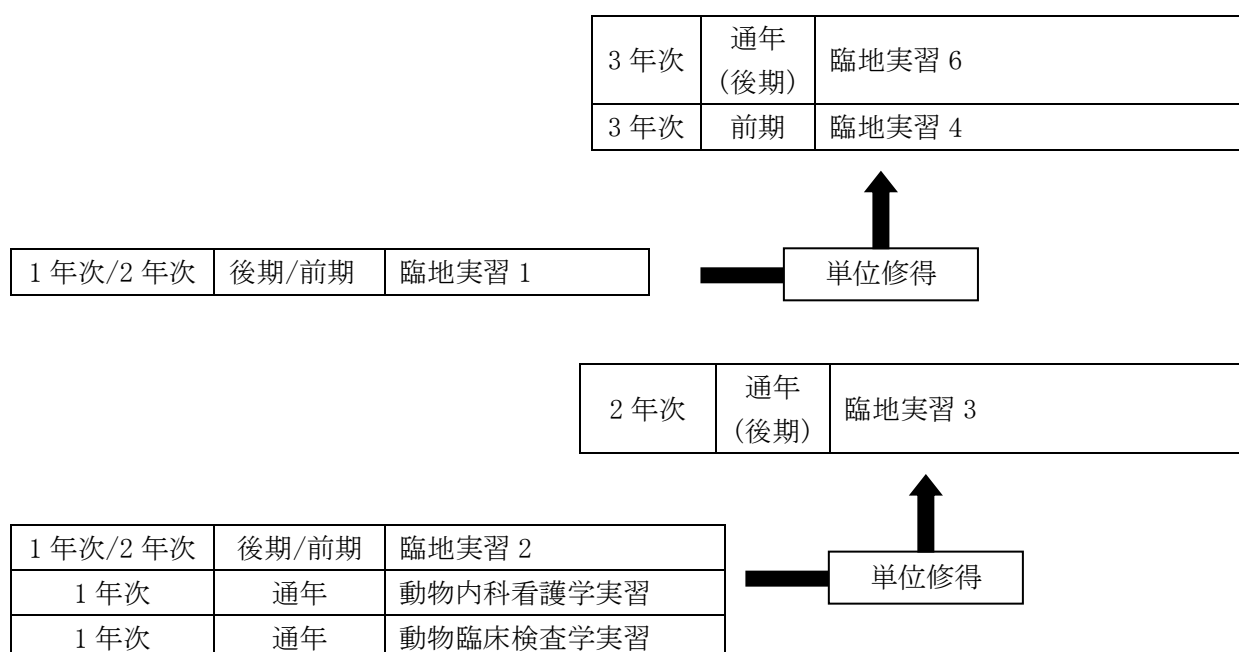 3 年次 通年 (後期) 臨地実習 6
3 年次 前期 臨地実習 4
1 年次/2 年次 後期/前期 臨地実習 1
単位修得
2 年次 通年 (後期) 臨地実習 3
1 年次/2 年次 後期/前期 臨地実習 2
1 年次 通年 動物内科看護学実習
1 年次 通年 動物臨床検査学実習
単位修得